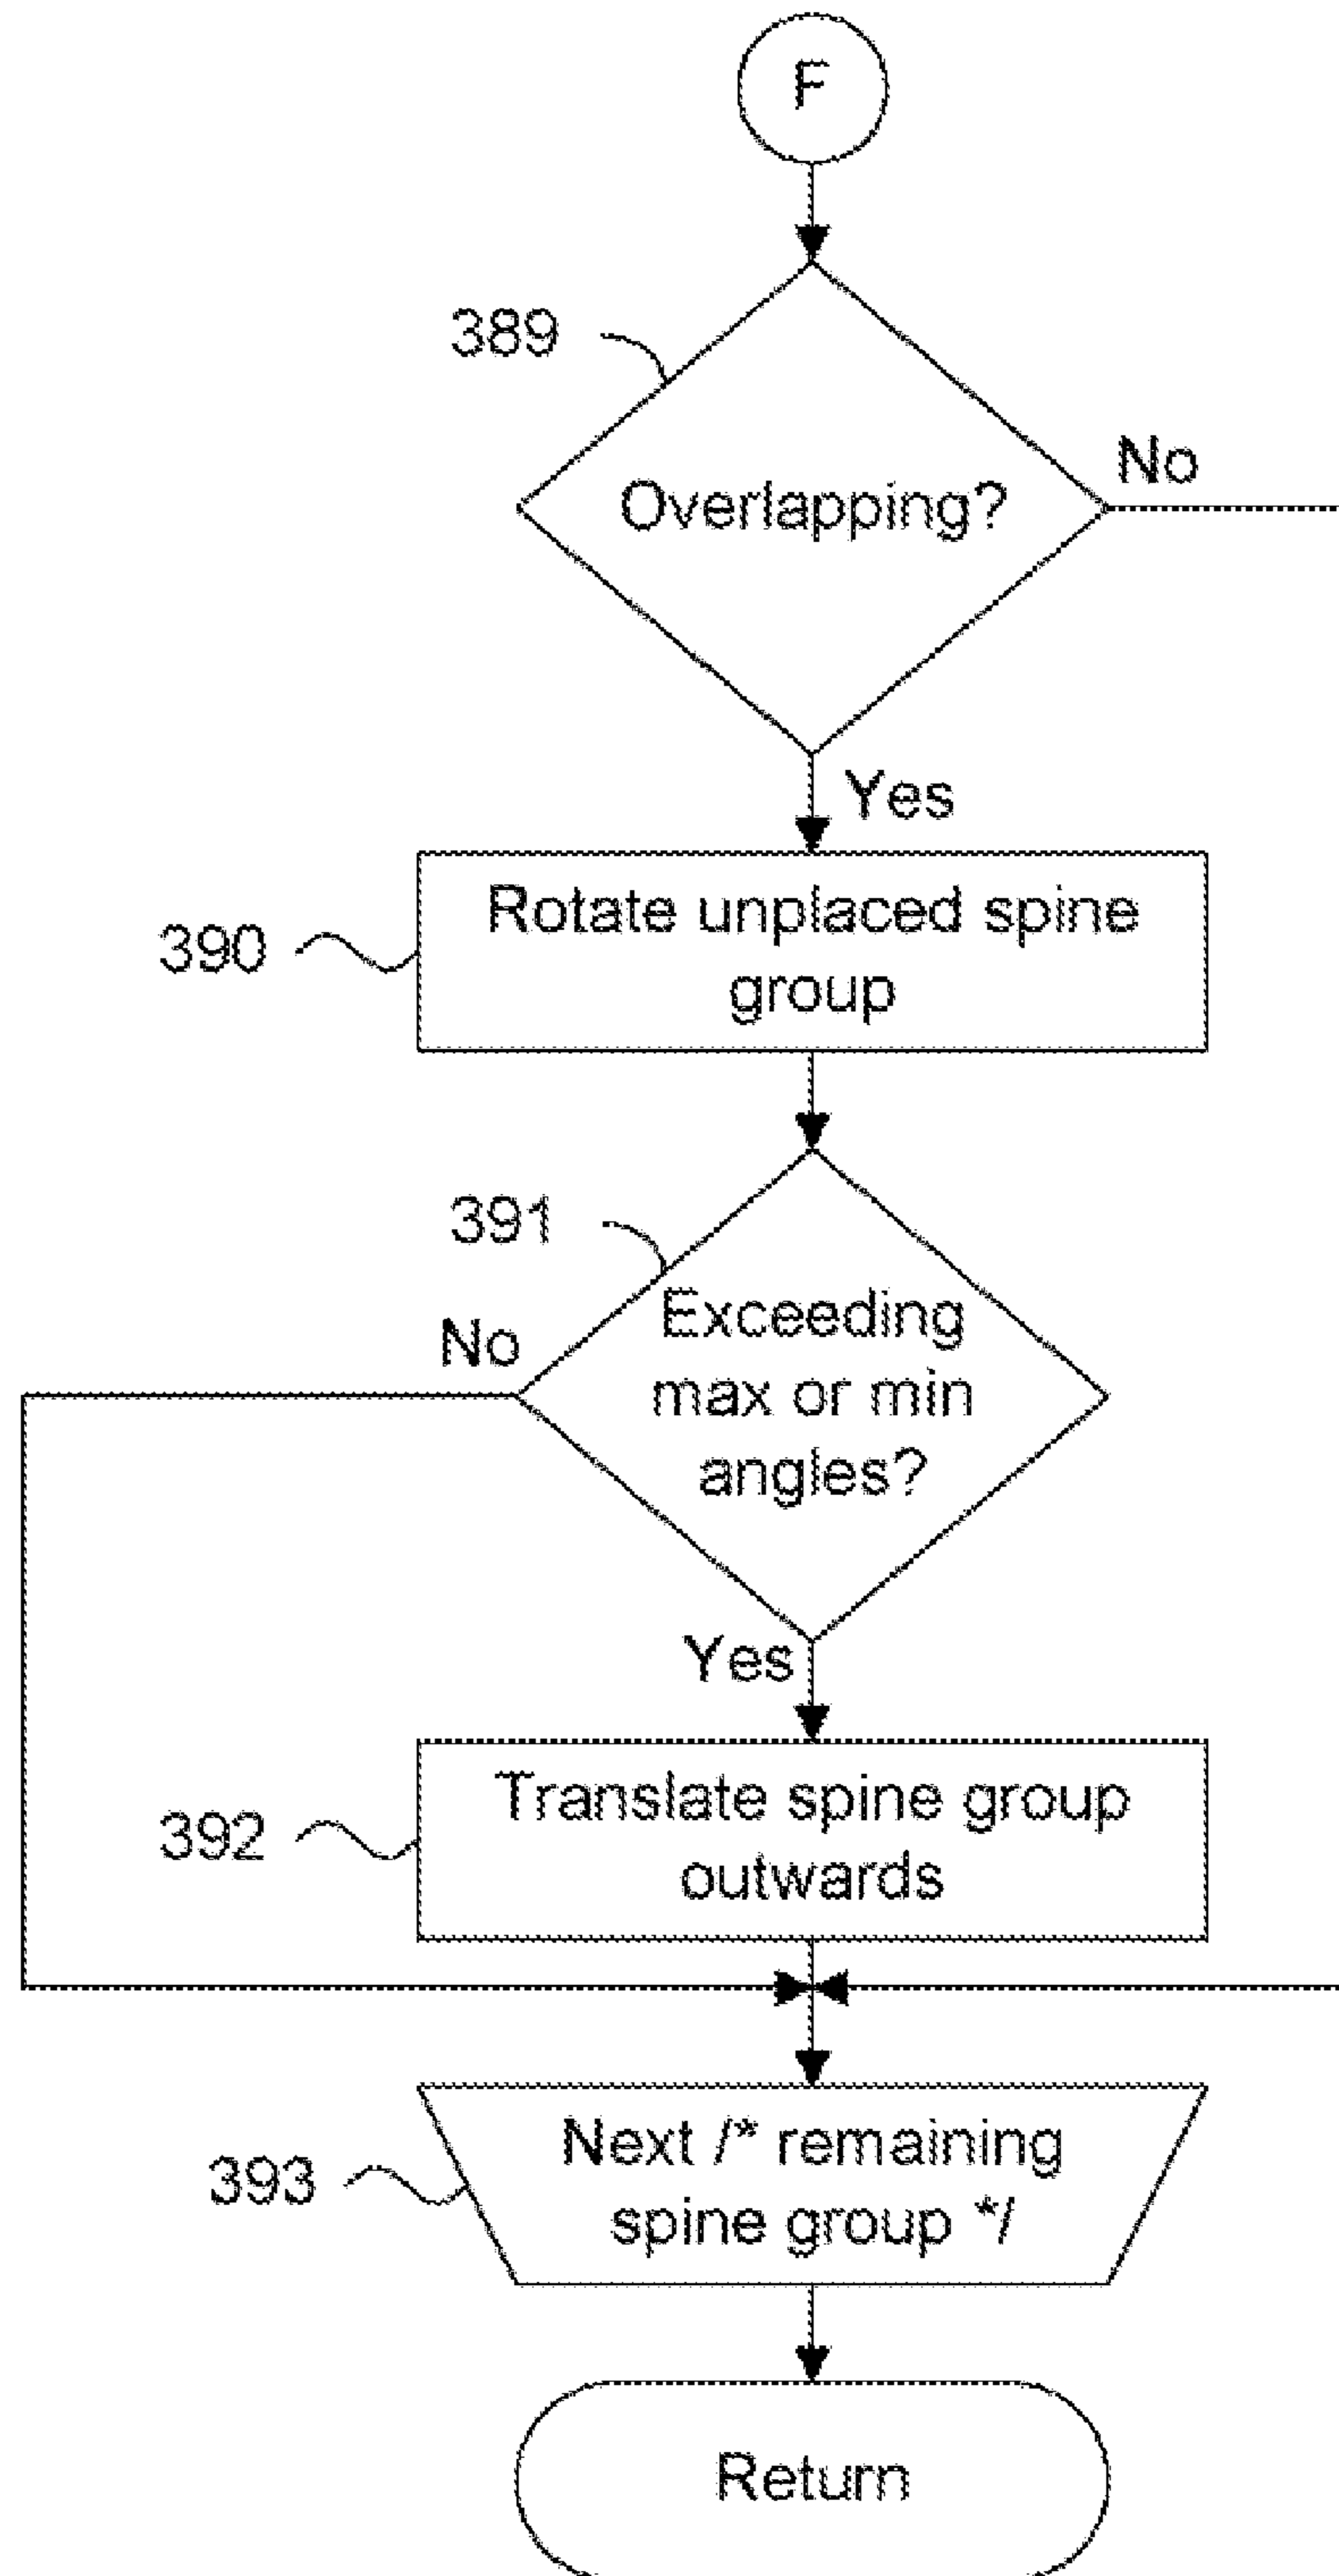 F
389
Overlapping?
No
Yes
390
Rotate unplaced spine
group
391
Exceeding
max or min
angles?
No
Yes
392
Translate spine group
outwards
393
Next /* remaining
spine group */
Return